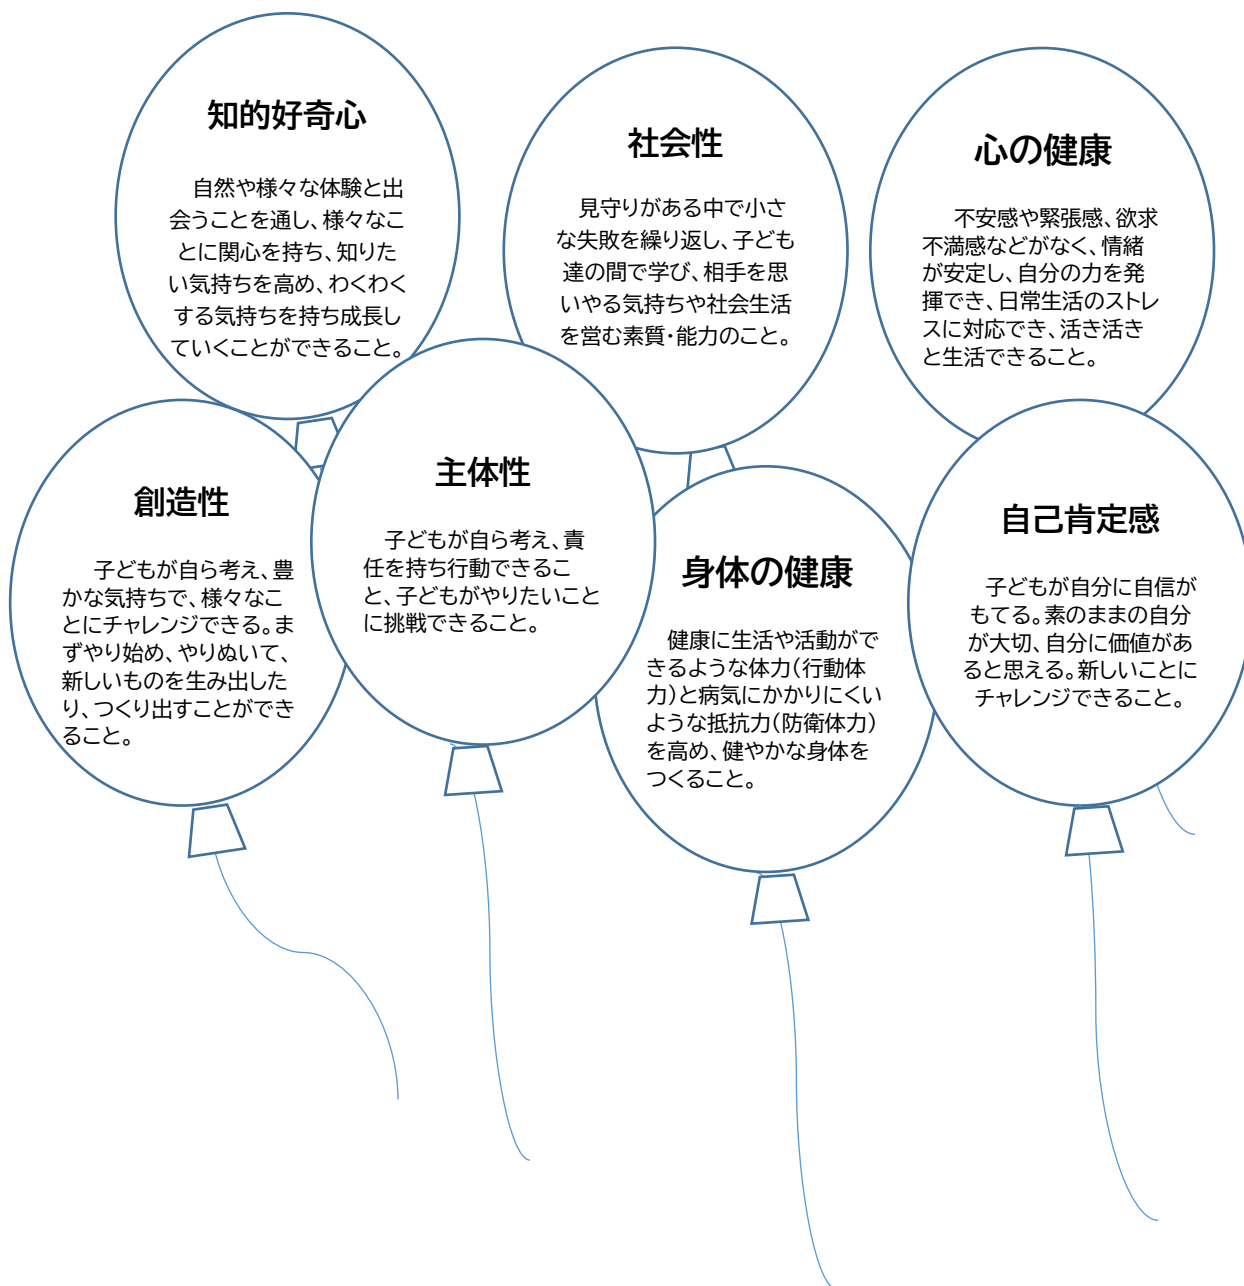 知的好奇心
自然や様々な体験と出
会うことを通し、様々なこ
とに関心を持ち、知りた
い気持ちを高め、わくわく
する気持ちを持ち成長し
ていくことができること。
社会性
見守りがある中で小さ
な失敗を繰り返し、子ども
達の間で学び、相手を思
いやる気持ちや社会生活
を営む素質・能力のこと。
心の健康
不安感や緊張感、欲求
不満感などがなく、情緒
が安定し、自分の力を発
揮でき、日常生活のストレ
スに対応でき、活き活き
と生活できること。
創造性
子どもが自ら考え、豊
かな気持ちで、様々なこ
とにチャレンジできる。ま
ずやり始め、やりぬいて、
新しいものを生み出した
り、つくり出すことができ
ること。
主体性
子どもが自ら考え、責
任を持ち行動できるこ
と、子どもがやりたいこと
に挑戦できること。
身体の健康
健康に生活や活動がで
きるような体力（行動体
力）と病気にかかりにくい
ような抵抗力（防衛体力）
を高め、健やかな身体を
つくること。
自己肯定感
子どもが自分に自信が
もてる。素のままの自分
が大切、自分に価値があ
ると思える。新しいことに
チャレンジできること。